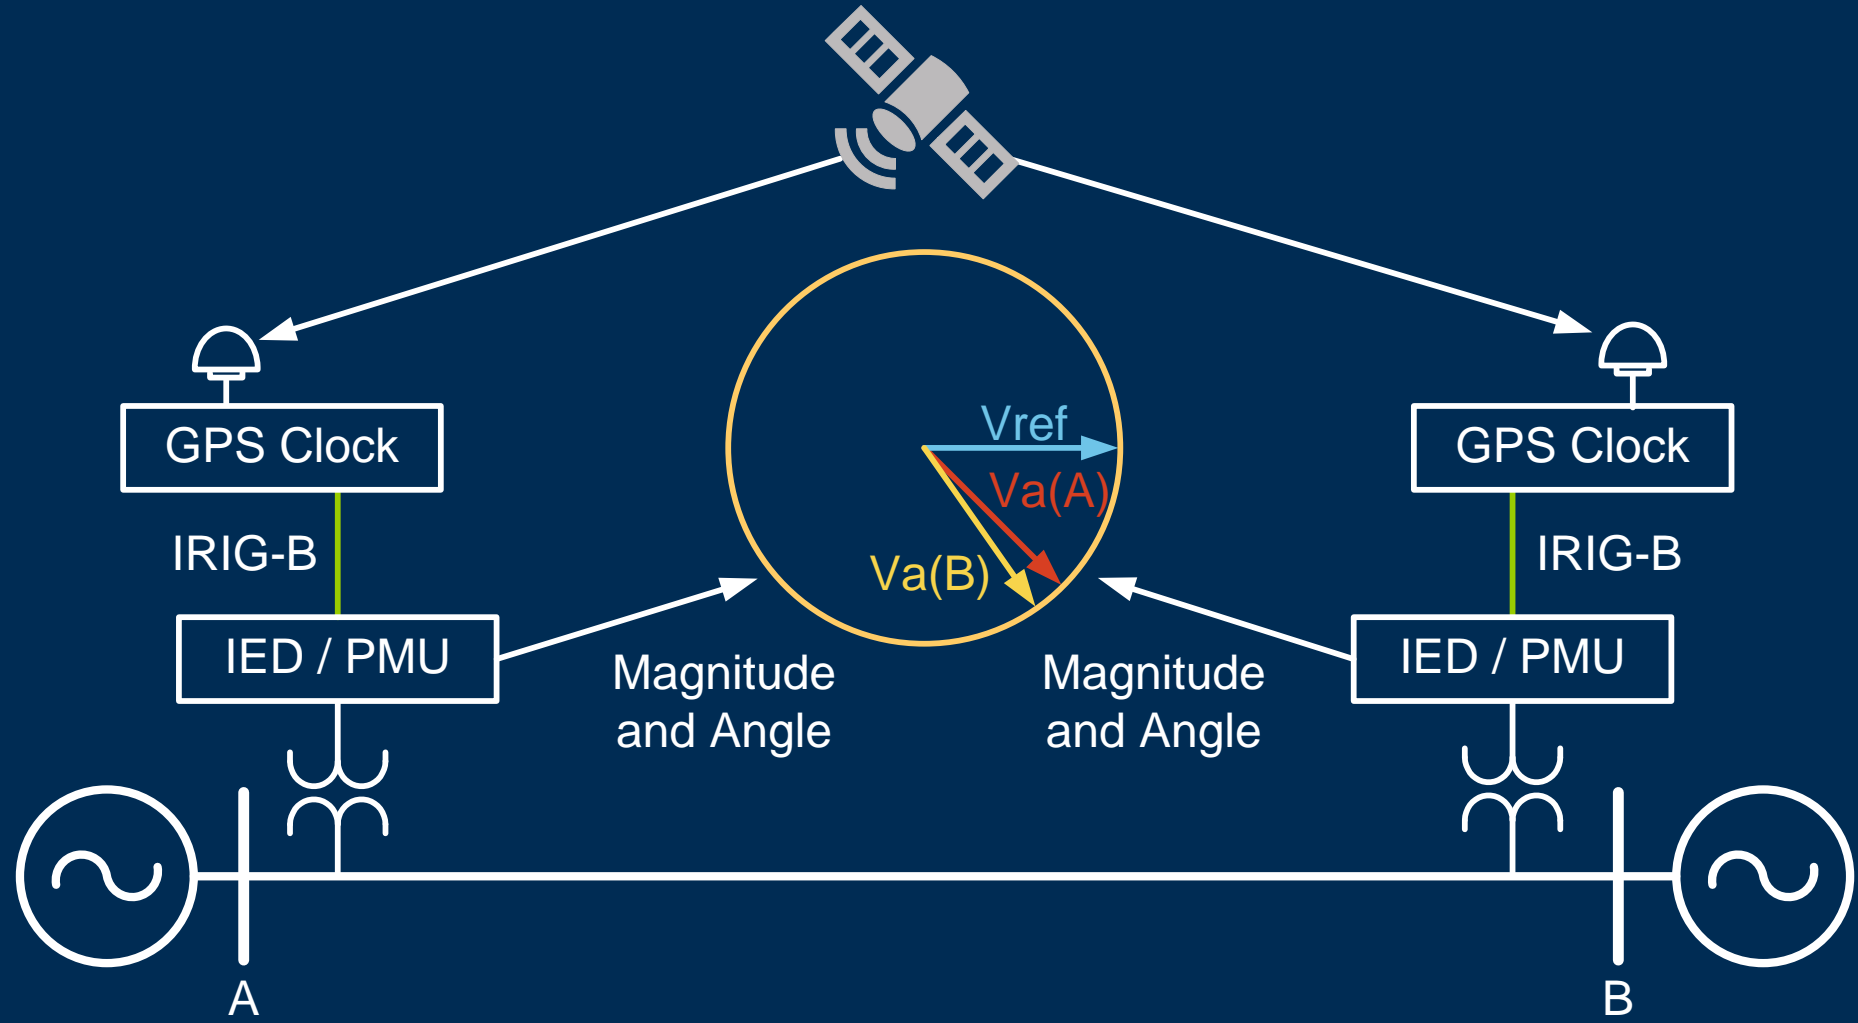 Vref
GPS Clock
GPS Clock
Va(A)
IRIG-B
IRIG-B
Va(B)
IED / PMU
IED / PMU
Magnitude
and Angle
Magnitude
and Angle
A
B